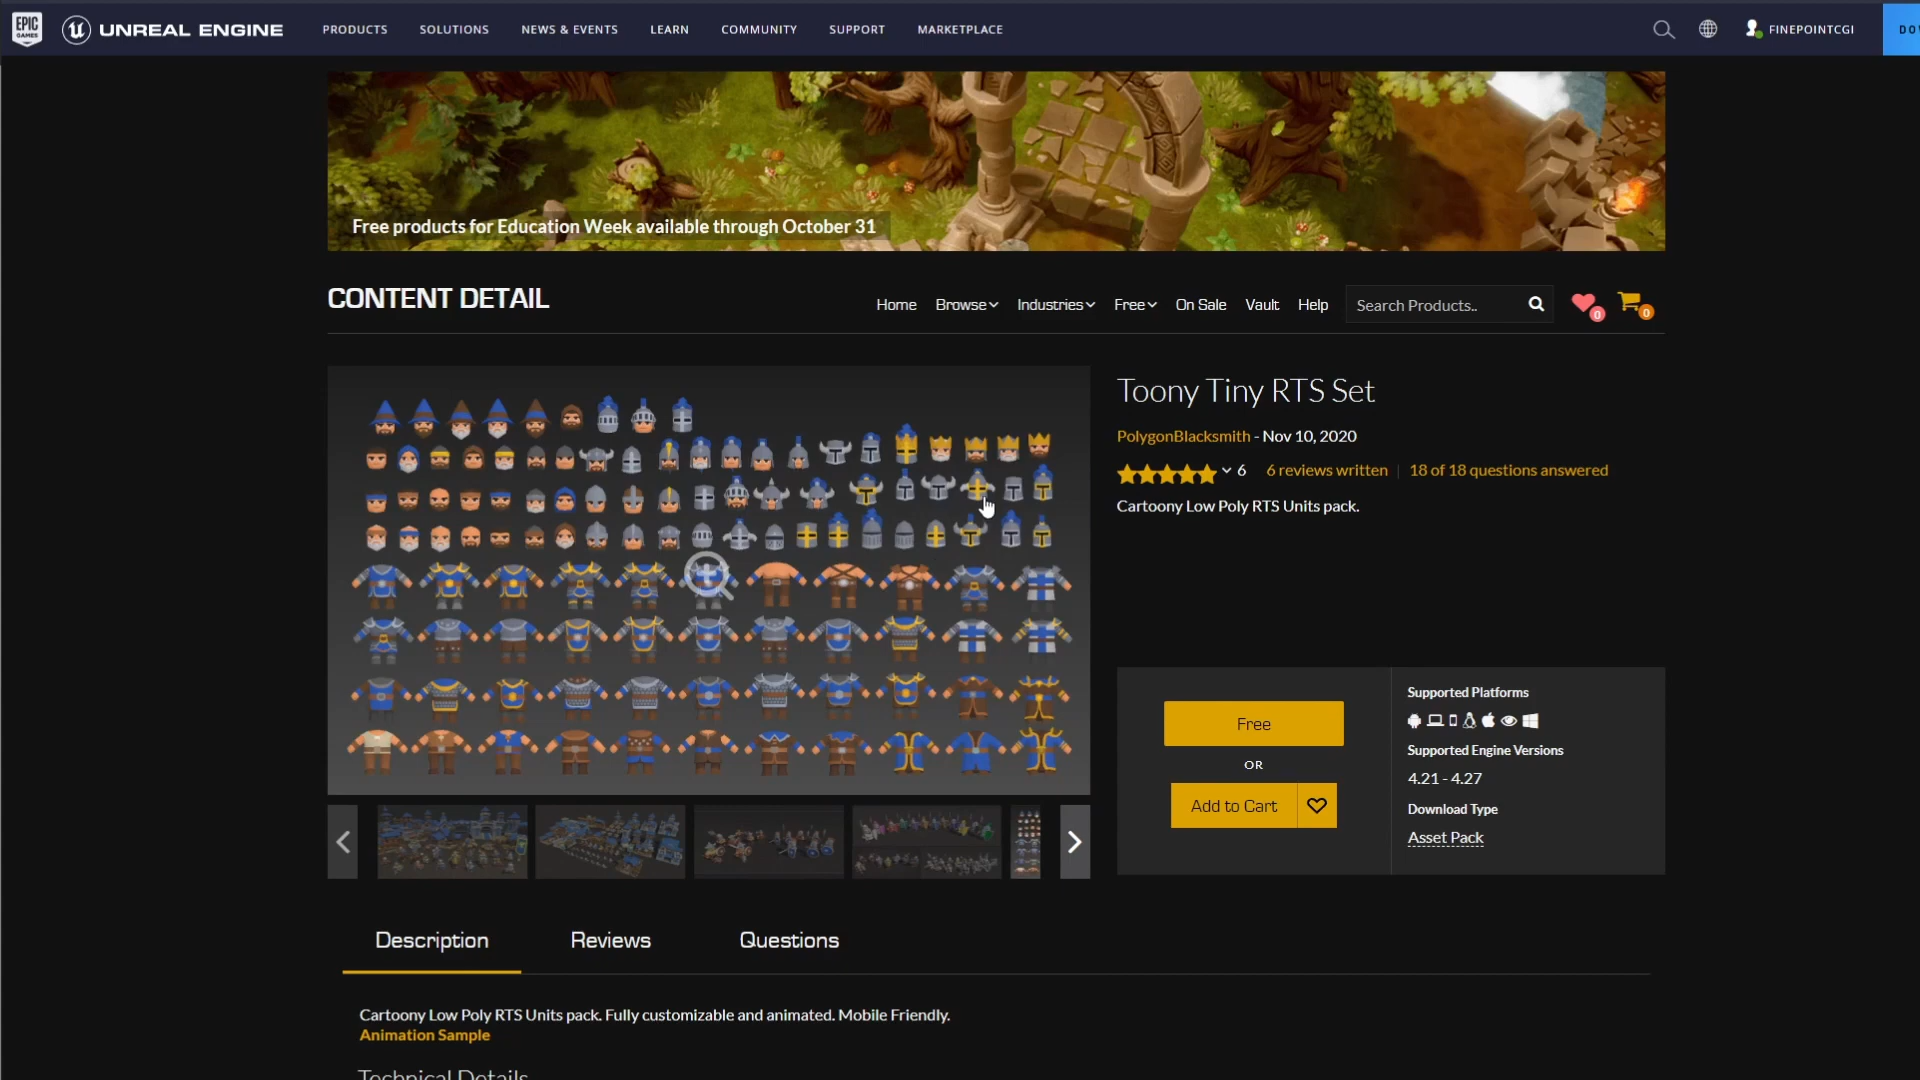 EPIC GAMES
UNREAL ENGINE
PRODUCTS
SOLUTIONS
NEWS & EVENTS
LEARN
COMMUNITY
SUPPORT
MARKETPLACE
FINEPOINTCGI
DO
Free products for Education Week available through October 31
CONTENT DETAIL
Home
Browse
Industries
Free
On Sale
Vault
Help
Search Products..
0
0
Toony Tiny RTS Set
PolygonBlacksmith - Nov 10, 2020
6
6 reviews written
18 of 18 questions answered
Cartoony Low Poly RTS Units pack.
Free
OR
Add to Cart
Supported Platforms
Supported Engine Versions
4.21 - 4.27
Download Type
Asset Pack
Description
Reviews
Questions
Cartoony Low Poly RTS Units pack. Fully customizable and animated. Mobile Friendly.
Animation Sample
Technical Details